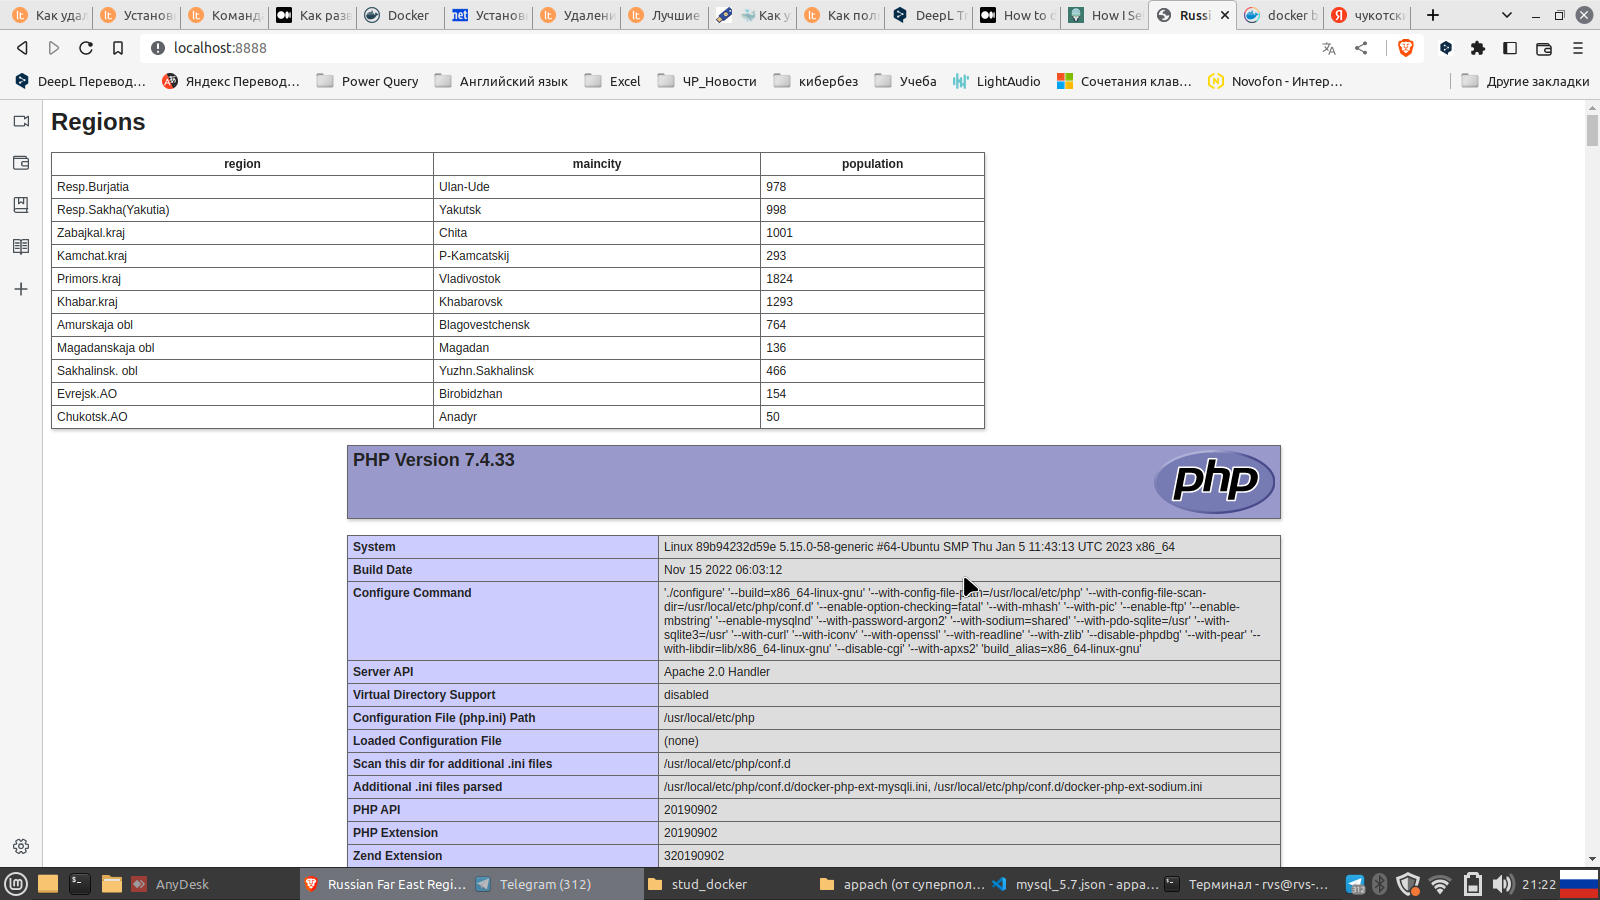 Как удал
Установ
Команд
Как разв
Docker
Установ
Удалени
Лучшие
Как у
Как пол
DeepL Т
How to d
How I Se
Russi
docker b
чукотск
localhost:8888
DeepL Перевод…
Яндекс Перевод…
Power Query
Английский язык
Excel
ЧР_Новости
кибербез
Учеба
LightAudio
Сочетания клав…
Novofon - Интер…
Другие закладки
Regions
region maincity population
Resp.Burjatia Ulan-Ude 978
Resp.Sakha(Yakutia) Yakutsk 998
Zabajkal.kraj Chita 1001
Kamchat.kraj P-Kamcatskij 293
Primors.kraj Vladivostok 1824
Khabar.kraj Khabarovsk 1293
Amurskaja obl Blagovestchensk 764
Magadanskaja obl Magadan 136
Sakhalinsk. obl Yuzhn.Sakhalinsk 466
Evrejsk.AO Birobidzhan 154
Chukotsk.AO Anadyr 50
PHP Version 7.4.33
php
System Linux 89b94232d59e 5.15.0-58-generic #64-Ubuntu SMP Thu Jan 5 11:43:13 UTC 2023 x86_64
Build Date Nov 15 2022 06:03:12
Configure Command './configure' '--build=x86_64-linux-gnu' '--with-config-file-path=/usr/local/etc/php' '--with-config-file-scan-
dir=/usr/local/etc/php/conf.d' '--enable-option-checking=fatal' '--with-mhash' '--with-pic' '--enable-ftp' '--enable-
mbstring' '--enable-mysqlnd' '--with-password-argon2' '--with-sodium=shared' '--with-pdo-sqlite=/usr' '--with-
sqlite3=/usr' '--with-curl' '--with-iconv' '--with-openssl' '--with-readline' '--with-zlib' '--disable-phpdbg' '--with-pear' '--
with-libdir=lib/x86_64-linux-gnu' '--disable-cgi' '--with-apxs2' 'build_alias=x86_64-linux-gnu'
Server API Apache 2.0 Handler
Virtual Directory Support disabled
Configuration File (php.ini) Path /usr/local/etc/php
Loaded Configuration File (none)
Scan this dir for additional .ini files /usr/local/etc/php/conf.d
Additional .ini files parsed /usr/local/etc/php/conf.d/docker-php-ext-mysqli.ini, /usr/local/etc/php/conf.d/docker-php-ext-sodium.ini
PHP API 20190902
PHP Extension 20190902
Zend Extension 320190902
AnyDesk
Russian Far East Regi…
Telegram (312)
stud_docker
appach (от суперпол…
mysql_5.7.json - appa…
Терминал - rvs@rvs-…
312
21:22